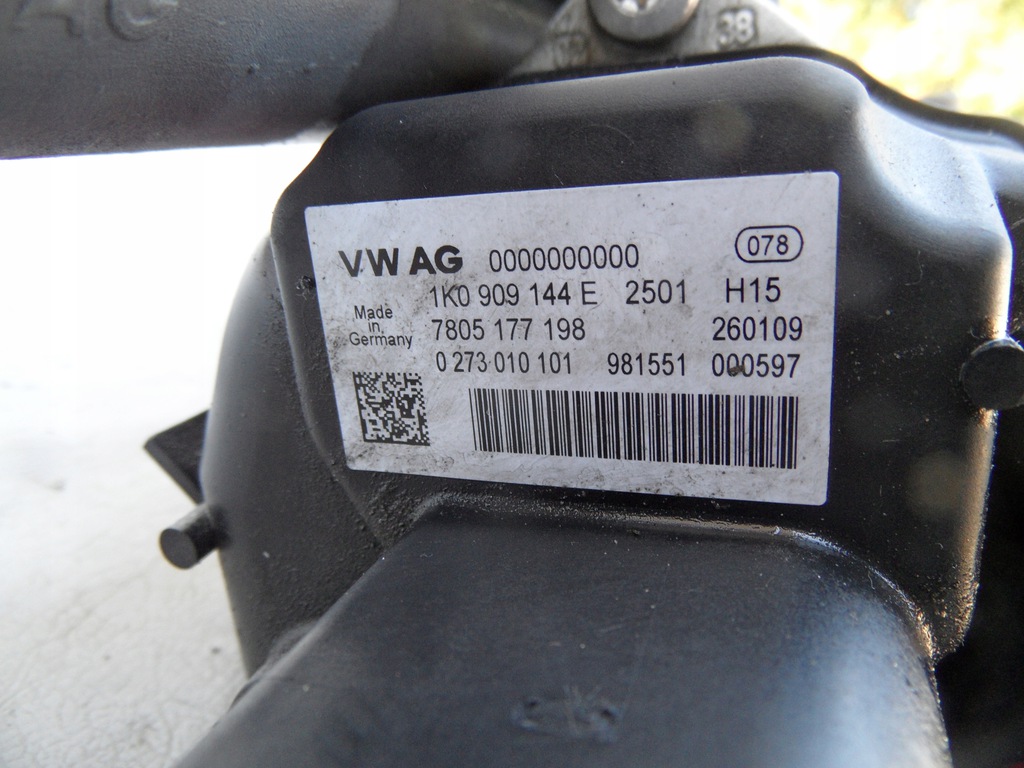 38
VW AG 0000000000 078
1K0 909 144 E 2501 H15
Made in Germany
7805 177 198 260109
0 273 010 101 981551 000597